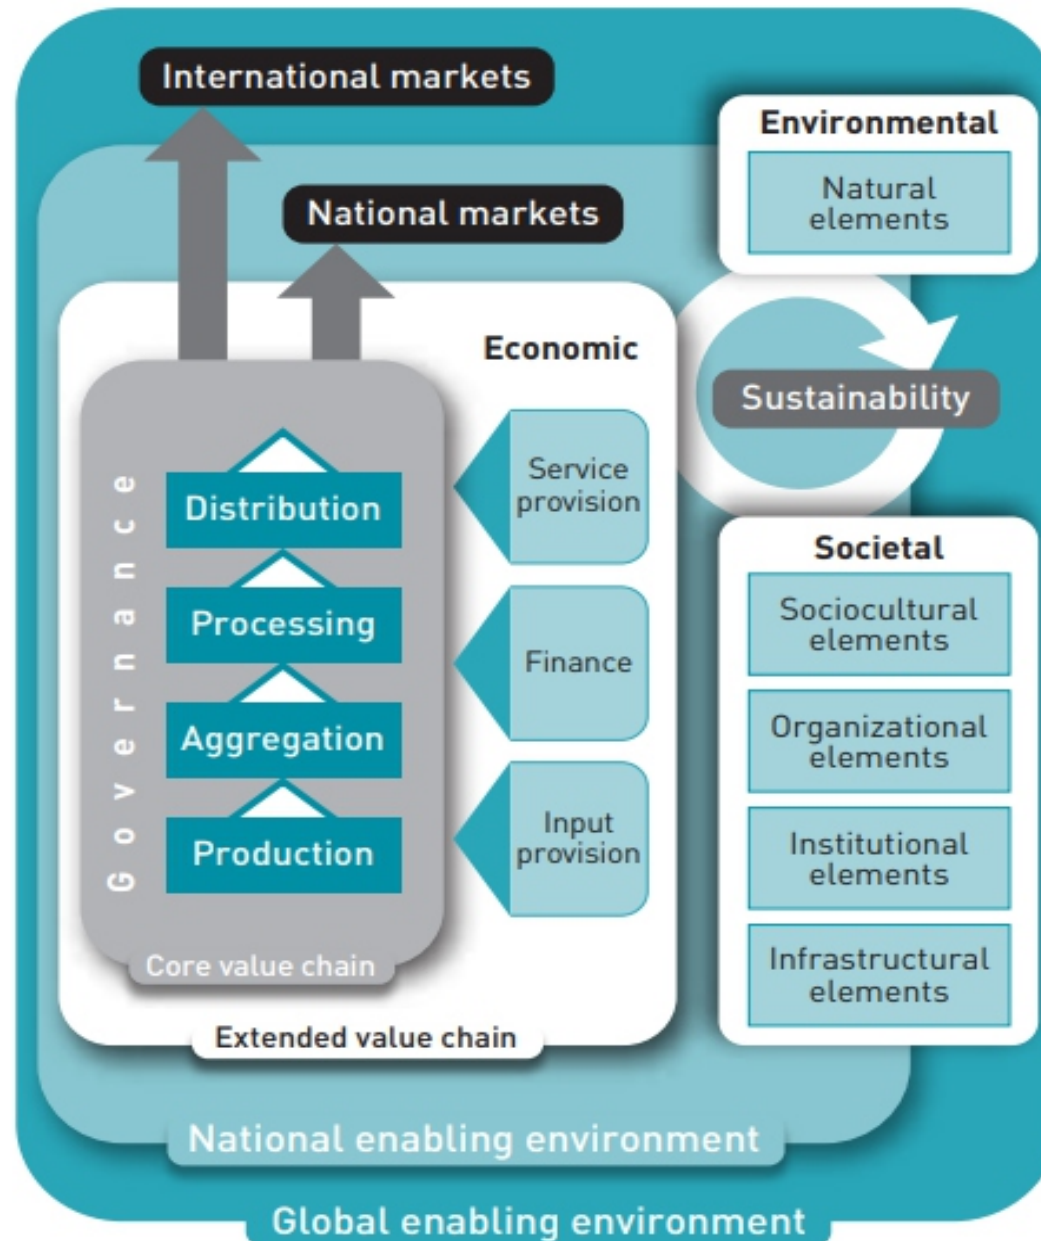 International markets
National markets
Environmental
Natural
elements
Sustainability
Economic
Service
provision
Finance
Input
provision
Governance
Distribution
Processing
Aggregation
Production
Core value chain
Extended value chain
Societal
Sociocultural
elements
Organizational
elements
Institutional
elements
Infrastructural
elements
National enabling environment
Global enabling environment